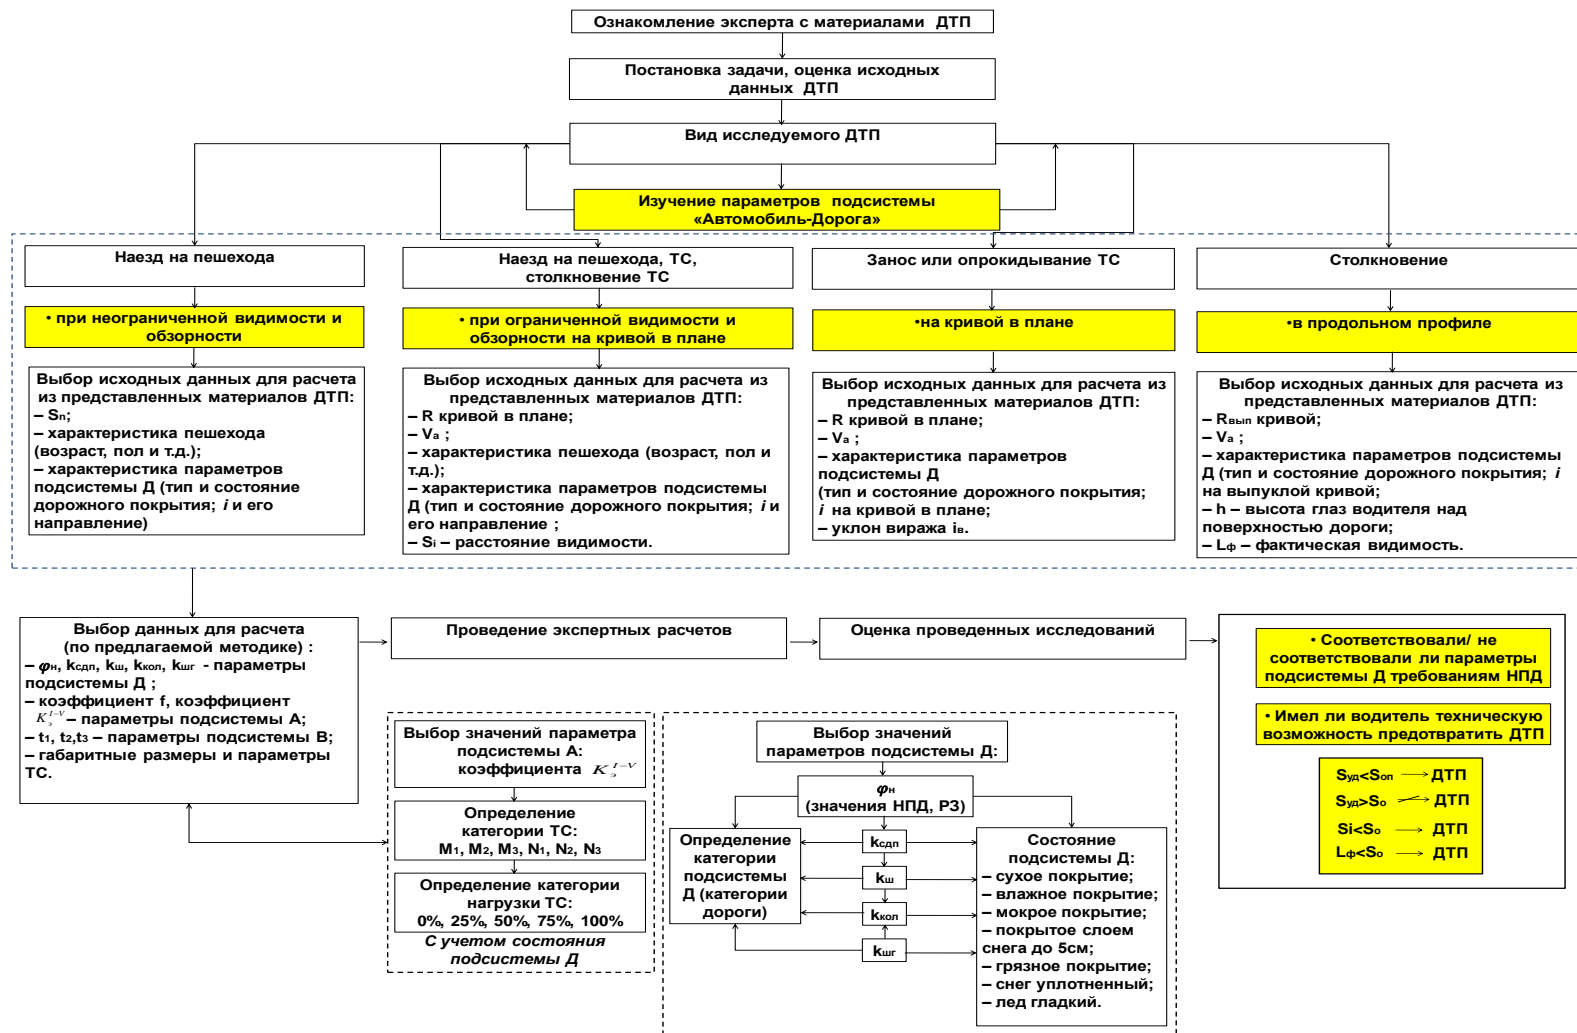 Ознакомление эксперта с материалами ДТП
Постановка задачи, оценка исходных
данных ДТП
Вид исследуемого ДТП
Изучение параметров подсистемы
«Автомобиль-Дорога»
Наезд на пешехода
• при неограниченной видимости и
обзорности
Выбор исходных данных для расчета
из представленных материалов ДТП:
– Sп;
– характеристика пешехода
(возраст, пол и т.д.);
– характеристика параметров
подсистемы Д (тип и состояние
дорожного покрытия; i и его
направление)
Наезд на пешехода, ТС,
столкновение ТС
• при ограниченной видимости и
обзорности на кривой в плане
Выбор исходных данных для расчета из
представленных материалов ДТП:
– R кривой в плане;
– Vа ;
– характеристика пешехода (возраст, пол и
т.д.);
– характеристика параметров подсистемы
Д (тип и состояние дорожного покрытия; i и
его направление ;
– Si – расстояние видимости.
Занос или опрокидывание ТС
•на кривой в плане
Выбор исходных данных для расчета из
представленных материалов ДТП:
– R кривой в плане;
– Vа ;
– характеристика параметров
подсистемы Д
(тип и состояние дорожного покрытия;
i на кривой в плане;
– уклон виража iв.
Столкновение
•в продольном профиле
Выбор исходных данных для расчета из
представленных материалов ДТП:
– Rвып кривой;
– Vа ;
– характеристика параметров подсистемы
Д (тип и состояние дорожного покрытия; i
на выпуклой кривой;
– h – высота глаз водителя над
поверхностью дороги;
– Lф – фактическая видимость.
Выбор данных для расчета
(по предлагаемой методике) :
– φн, kсдп, kш, kкол, kшг - параметры
подсистемы Д ;
– коэффициент f, коэффициент
Kэ^I–V – параметры подсистемы А;
– t1, t2,t3 – параметры подсистемы В;
– габаритные размеры и параметры
ТС.
Проведение экспертных расчетов
Оценка проведенных исследований
• Соответствовали/ не
соответствовали ли параметры
подсистемы Д требованиям НПД
• Имел ли водитель техническую
возможность предотвратить ДТП
Sуд<Sоп → ДТП
Sуд>Sо ДТП
Si<Sо → ДТП
Lф<Sо → ДТП
Выбор значений параметра
подсистемы А:
коэффициента Kэ^I–V
Определение
категории ТС:
М1, М2, М3, N1, N2, N3
Определение категории
нагрузки ТС:
0%, 25%, 50%, 75%, 100%
С учетом состояния
подсистемы Д
Выбор значений
параметров подсистемы Д:
φн
(значения НПД, РЗ)
Определение
категории
подсистемы
Д (категории
дороги)
kсдп
kш
kкол
kшг
Состояние
подсистемы Д:
– сухое покрытие;
– влажное покрытие;
– мокрое покрытие;
– покрытое слоем
снега до 5см;
– грязное покрытие;
– снег уплотненный;
– лед гладкий.